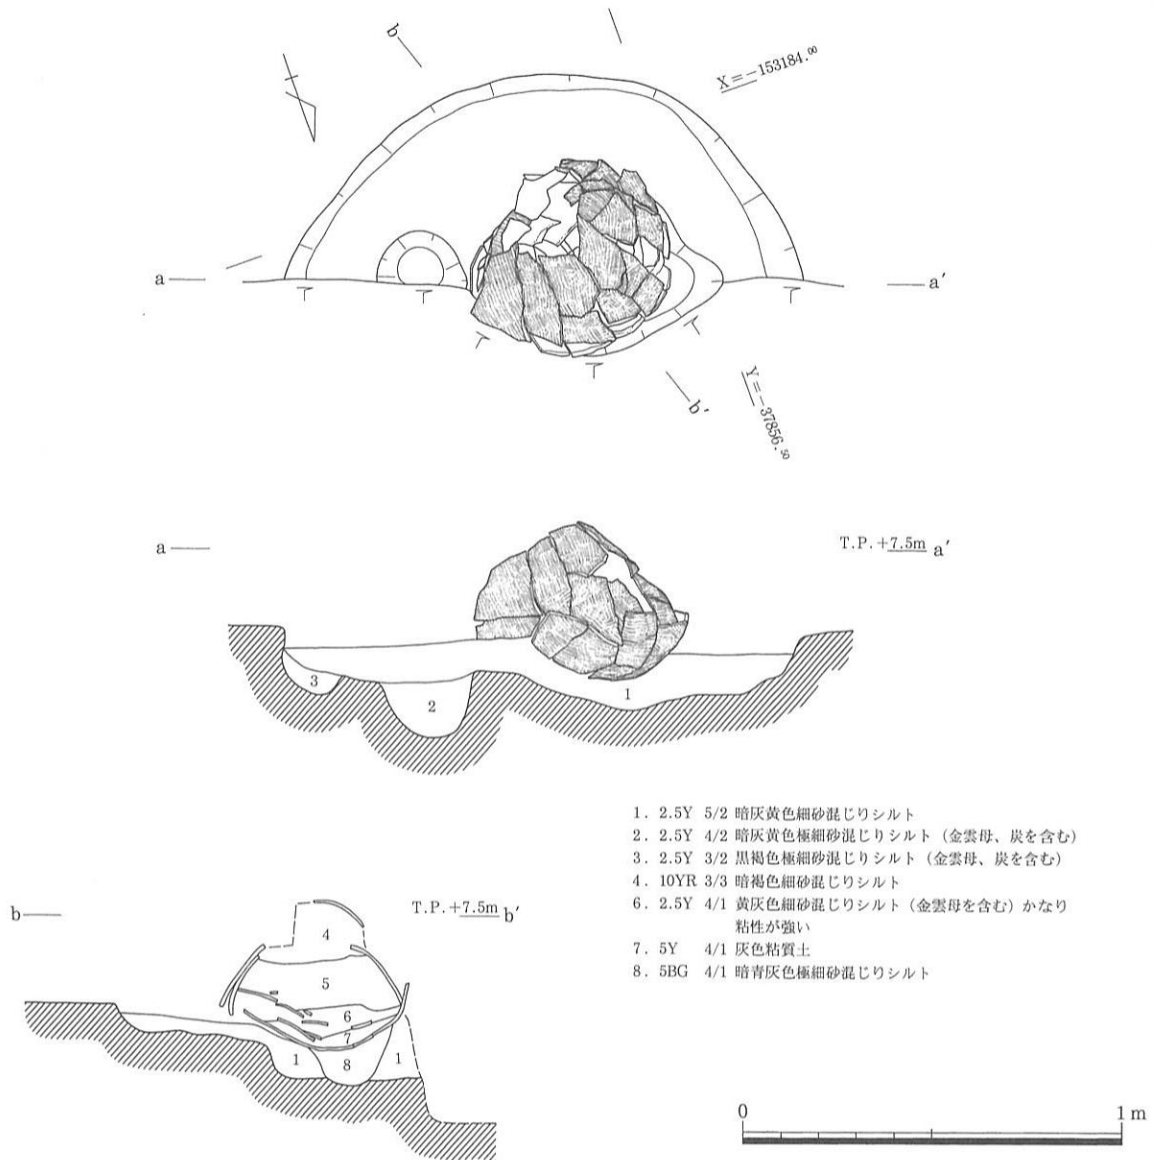 b
X=-153184.⁰⁰
a
a′
b′
Y=-37856.⁵⁰
a
T.P.+7.5m a′
3
2
1
1. 2.5Y 5/2 暗灰黄色細砂混じりシルト
2. 2.5Y 4/2 暗灰黄色極細砂混じりシルト（金雲母、炭を含む）
3. 2.5Y 3/2 黒褐色極細砂混じりシルト（金雲母、炭を含む）
4. 10YR 3/3 暗褐色細砂混じりシルト
6. 2.5Y 4/1 黄灰色細砂混じりシルト（金雲母を含む）かなり
粘性が強い
7. 5Y 4/1 灰色粘質土
8. 5BG 4/1 暗青灰色極細砂混じりシルト
b
T.P.+7.5m b′
4
5
6
7
1
8
1
0
1m